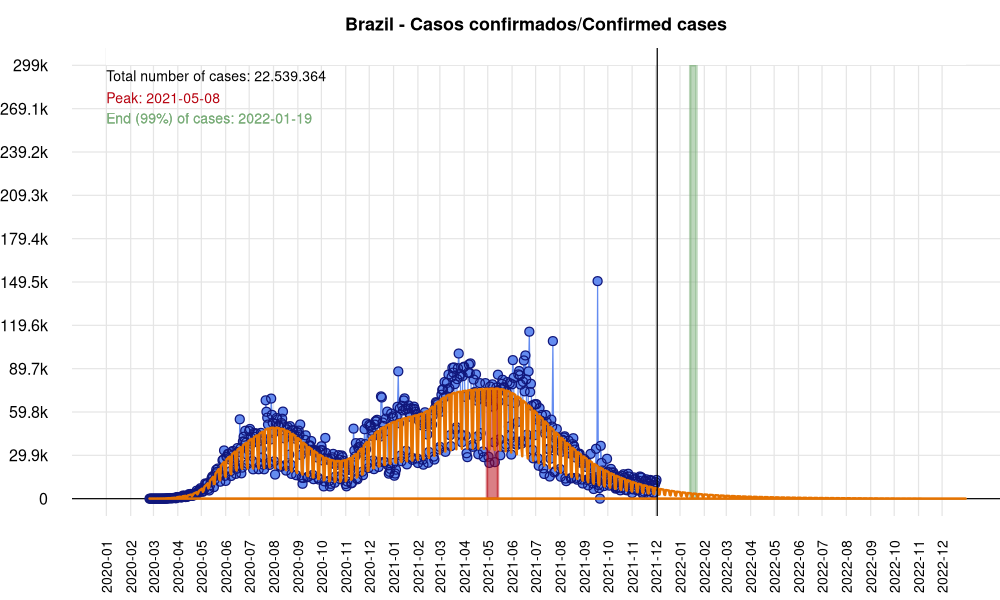 Brazil - Casos confirmados/Confirmed cases
299k
Total number of cases: 22.539.364
Peak: 2021-05-08
269.1k
End (99%) of cases: 2022-01-19
239.2k
209.3k
179.4k
149.5k
119.6k
89.7k
59.8k
29.9k
0
2020-01
2020-02
2020-03
2020-04
2020-05
2020-06
2020-07
2020-08
2020-09
2020-10
2020-11
2020-12
2021-01
2021-02
2021-03
2021-04
2021-05
2021-06
2021-07
2021-08
2021-09
2021-10
2021-11
2021-12
2022-01
2022-02
2022-03
2022-04
2022-05
2022-06
2022-07
2022-08
2022-09
2022-10
2022-11
2022-12